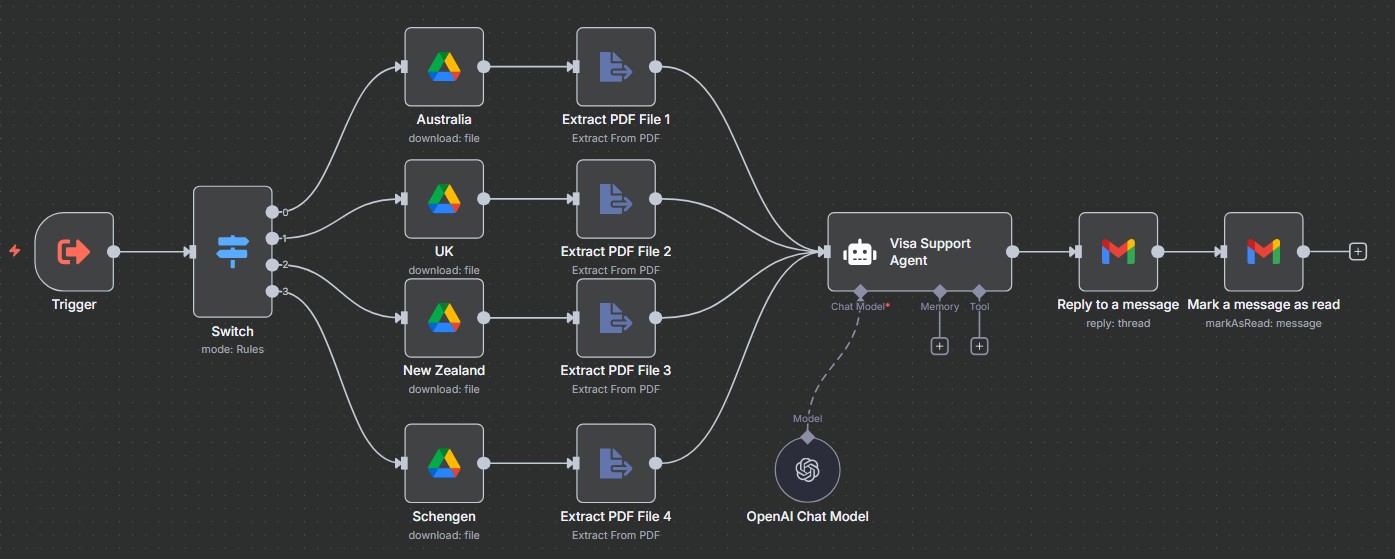 Trigger
Switch
mode: Rules
0
1
2
3
Australia
download: file
UK
download: file
New Zealand
download: file
Schengen
download: file
Extract PDF File 1
Extract From PDF
Extract PDF File 2
Extract From PDF
Extract PDF File 3
Extract From PDF
Extract PDF File 4
Extract From PDF
Visa Support
Agent
Chat Model*
Memory
Tool
Model
OpenAI Chat Model
Reply to a message
reply: thread
Mark a message as read
markAsRead: message